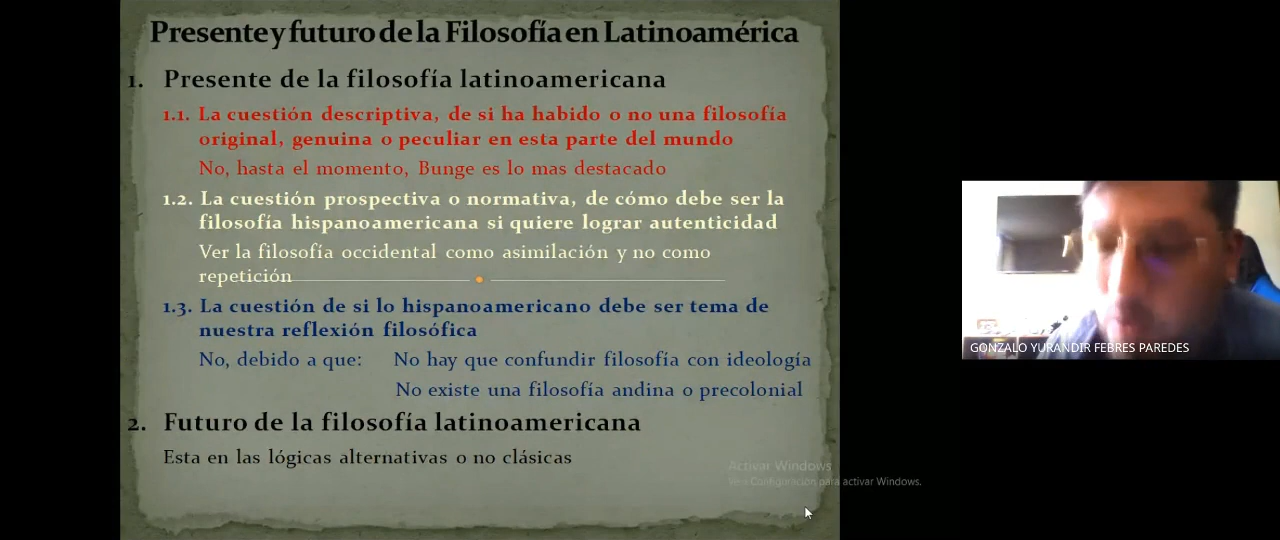 Presente y futuro de la Filosofía en Latinoamérica
1. Presente de la filosofía latinoamericana
1.1. La cuestión descriptiva, de si ha habido o no una filosofía
original, genuina o peculiar en esta parte del mundo
No, hasta el momento, Bunge es lo mas destacado
1.2. La cuestión prospectiva o normativa, de cómo debe ser la
filosofía hispanoamericana si quiere lograr autenticidad
Ver la filosofía occidental como asimilación y no como
repetición
1.3. La cuestión de si lo hispanoamericano debe ser tema de
nuestra reflexión filosófica
No, debido a que: No hay que confundir filosofía con ideología
No existe una filosofía andina o precolonial
2. Futuro de la filosofía latinoamericana
Esta en las lógicas alternativas o no clásicas
Activar Windows
Ve a Configuración para activar Windows.
GONZALO YURANDIR FEBRES PAREDES